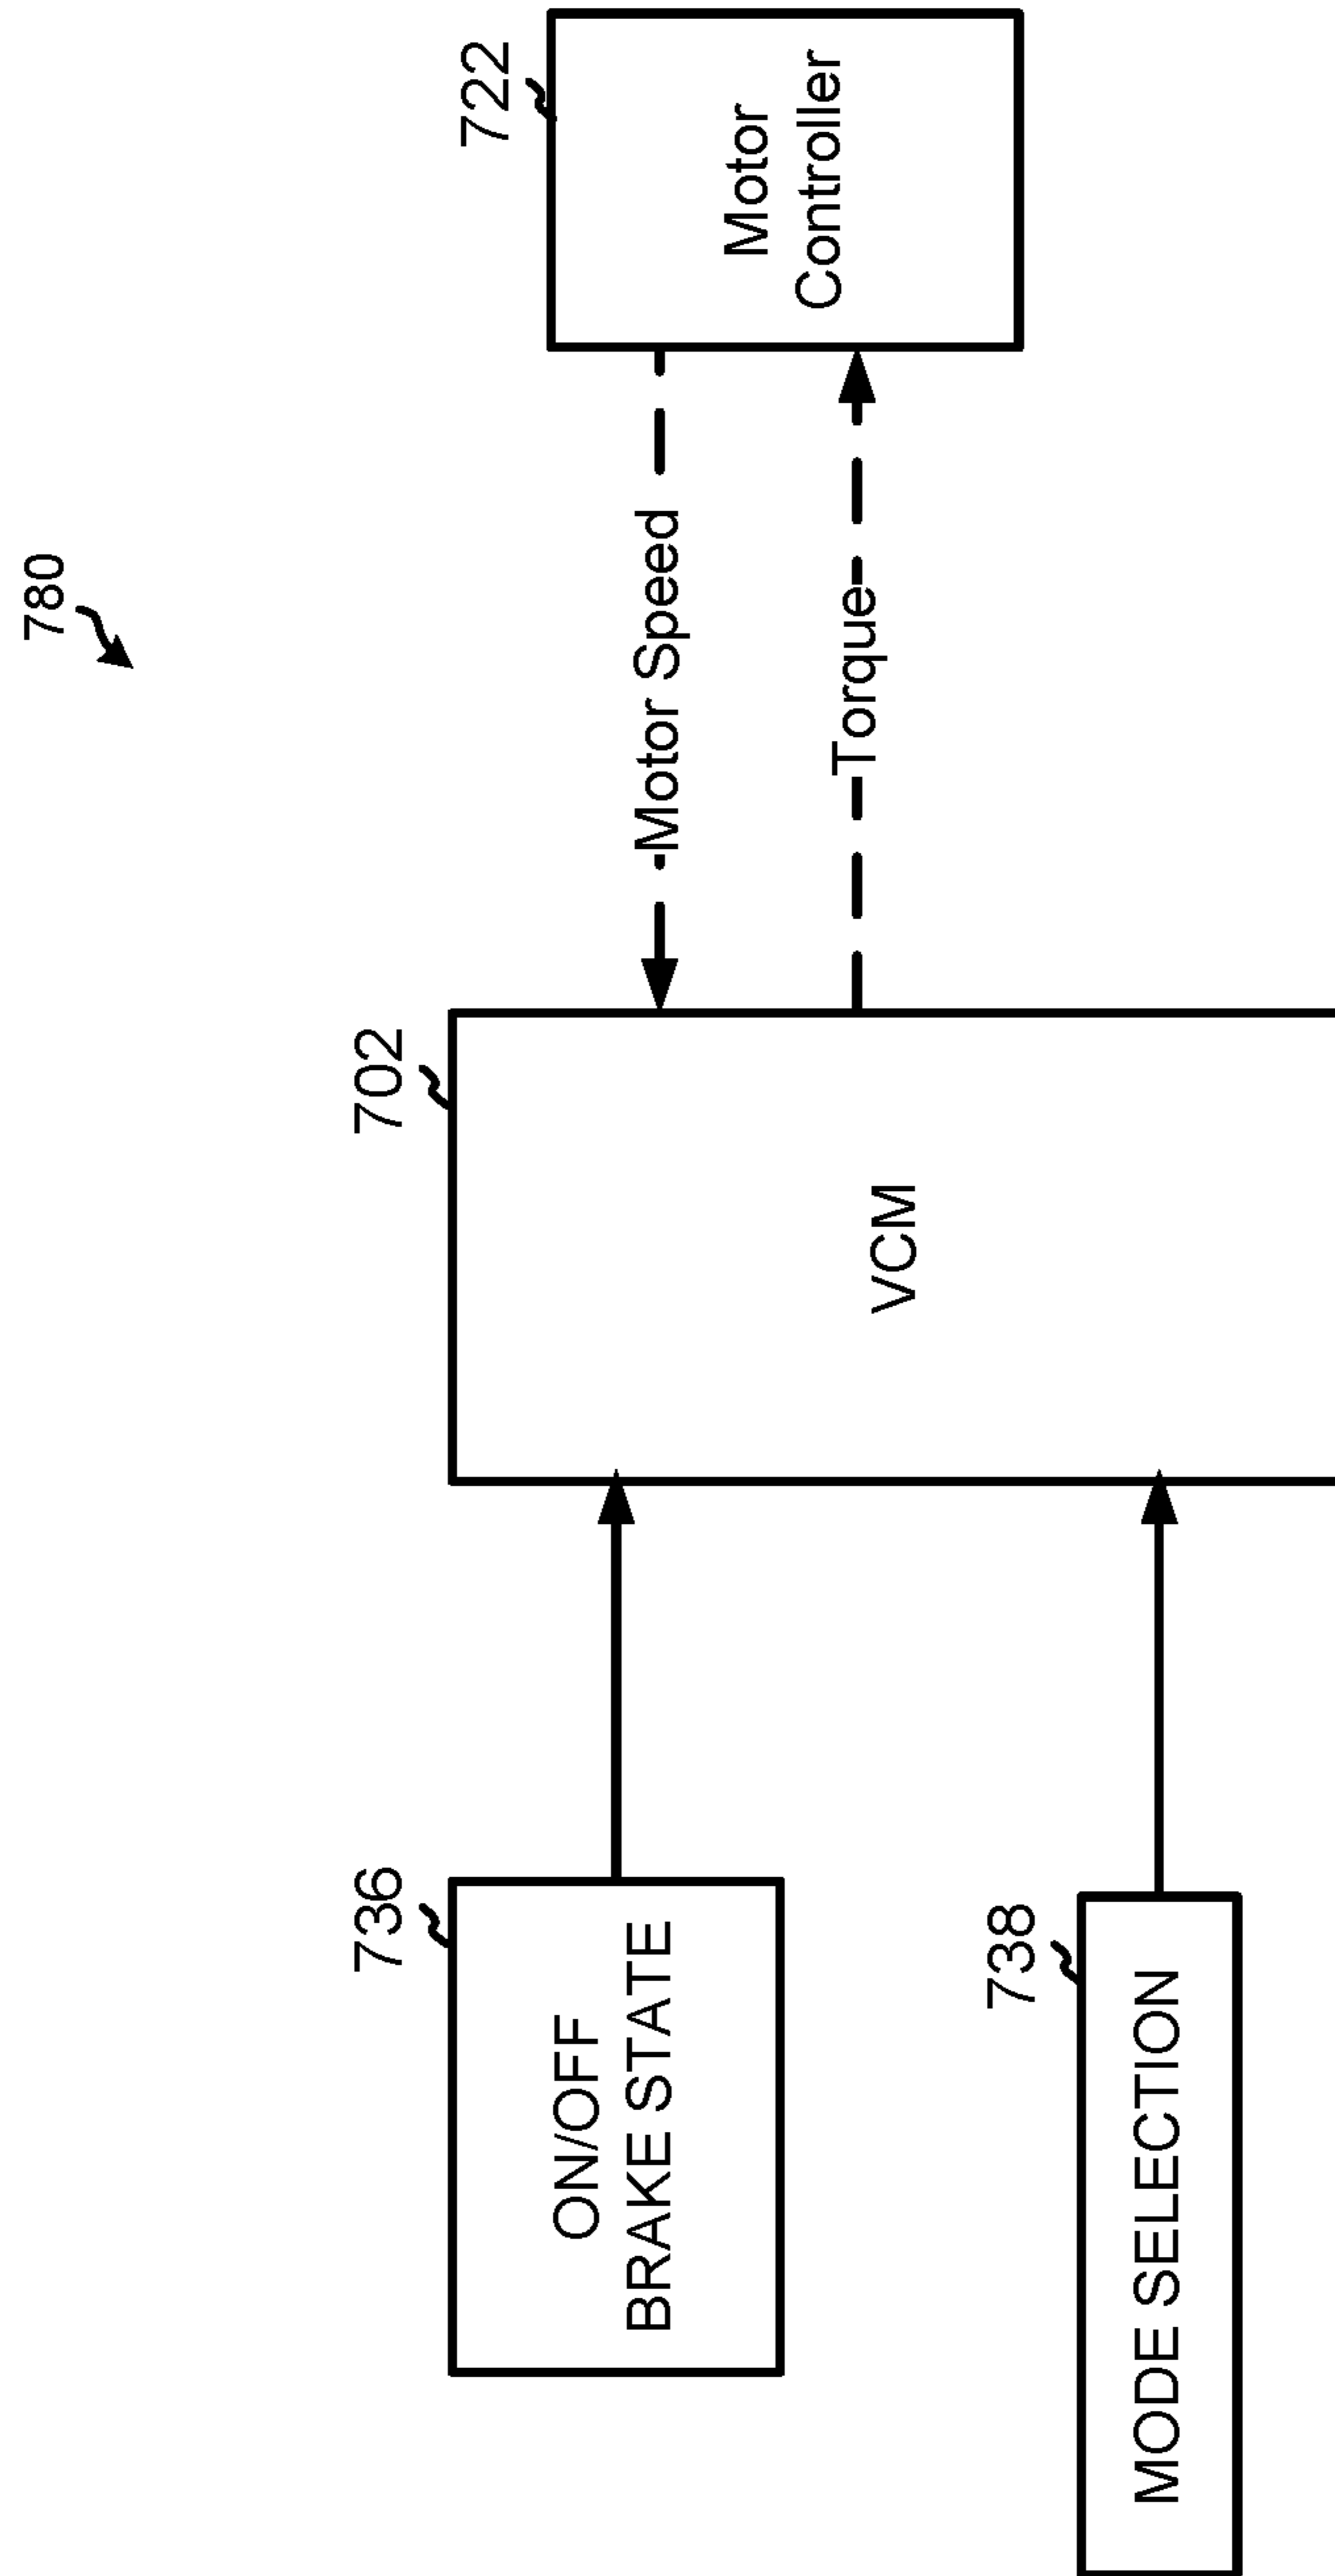 780
736
ON/OFF
BRAKE STATE
738
MODE SELECTION
702
VCM
Motor Speed
Torque
722
Motor
Controller